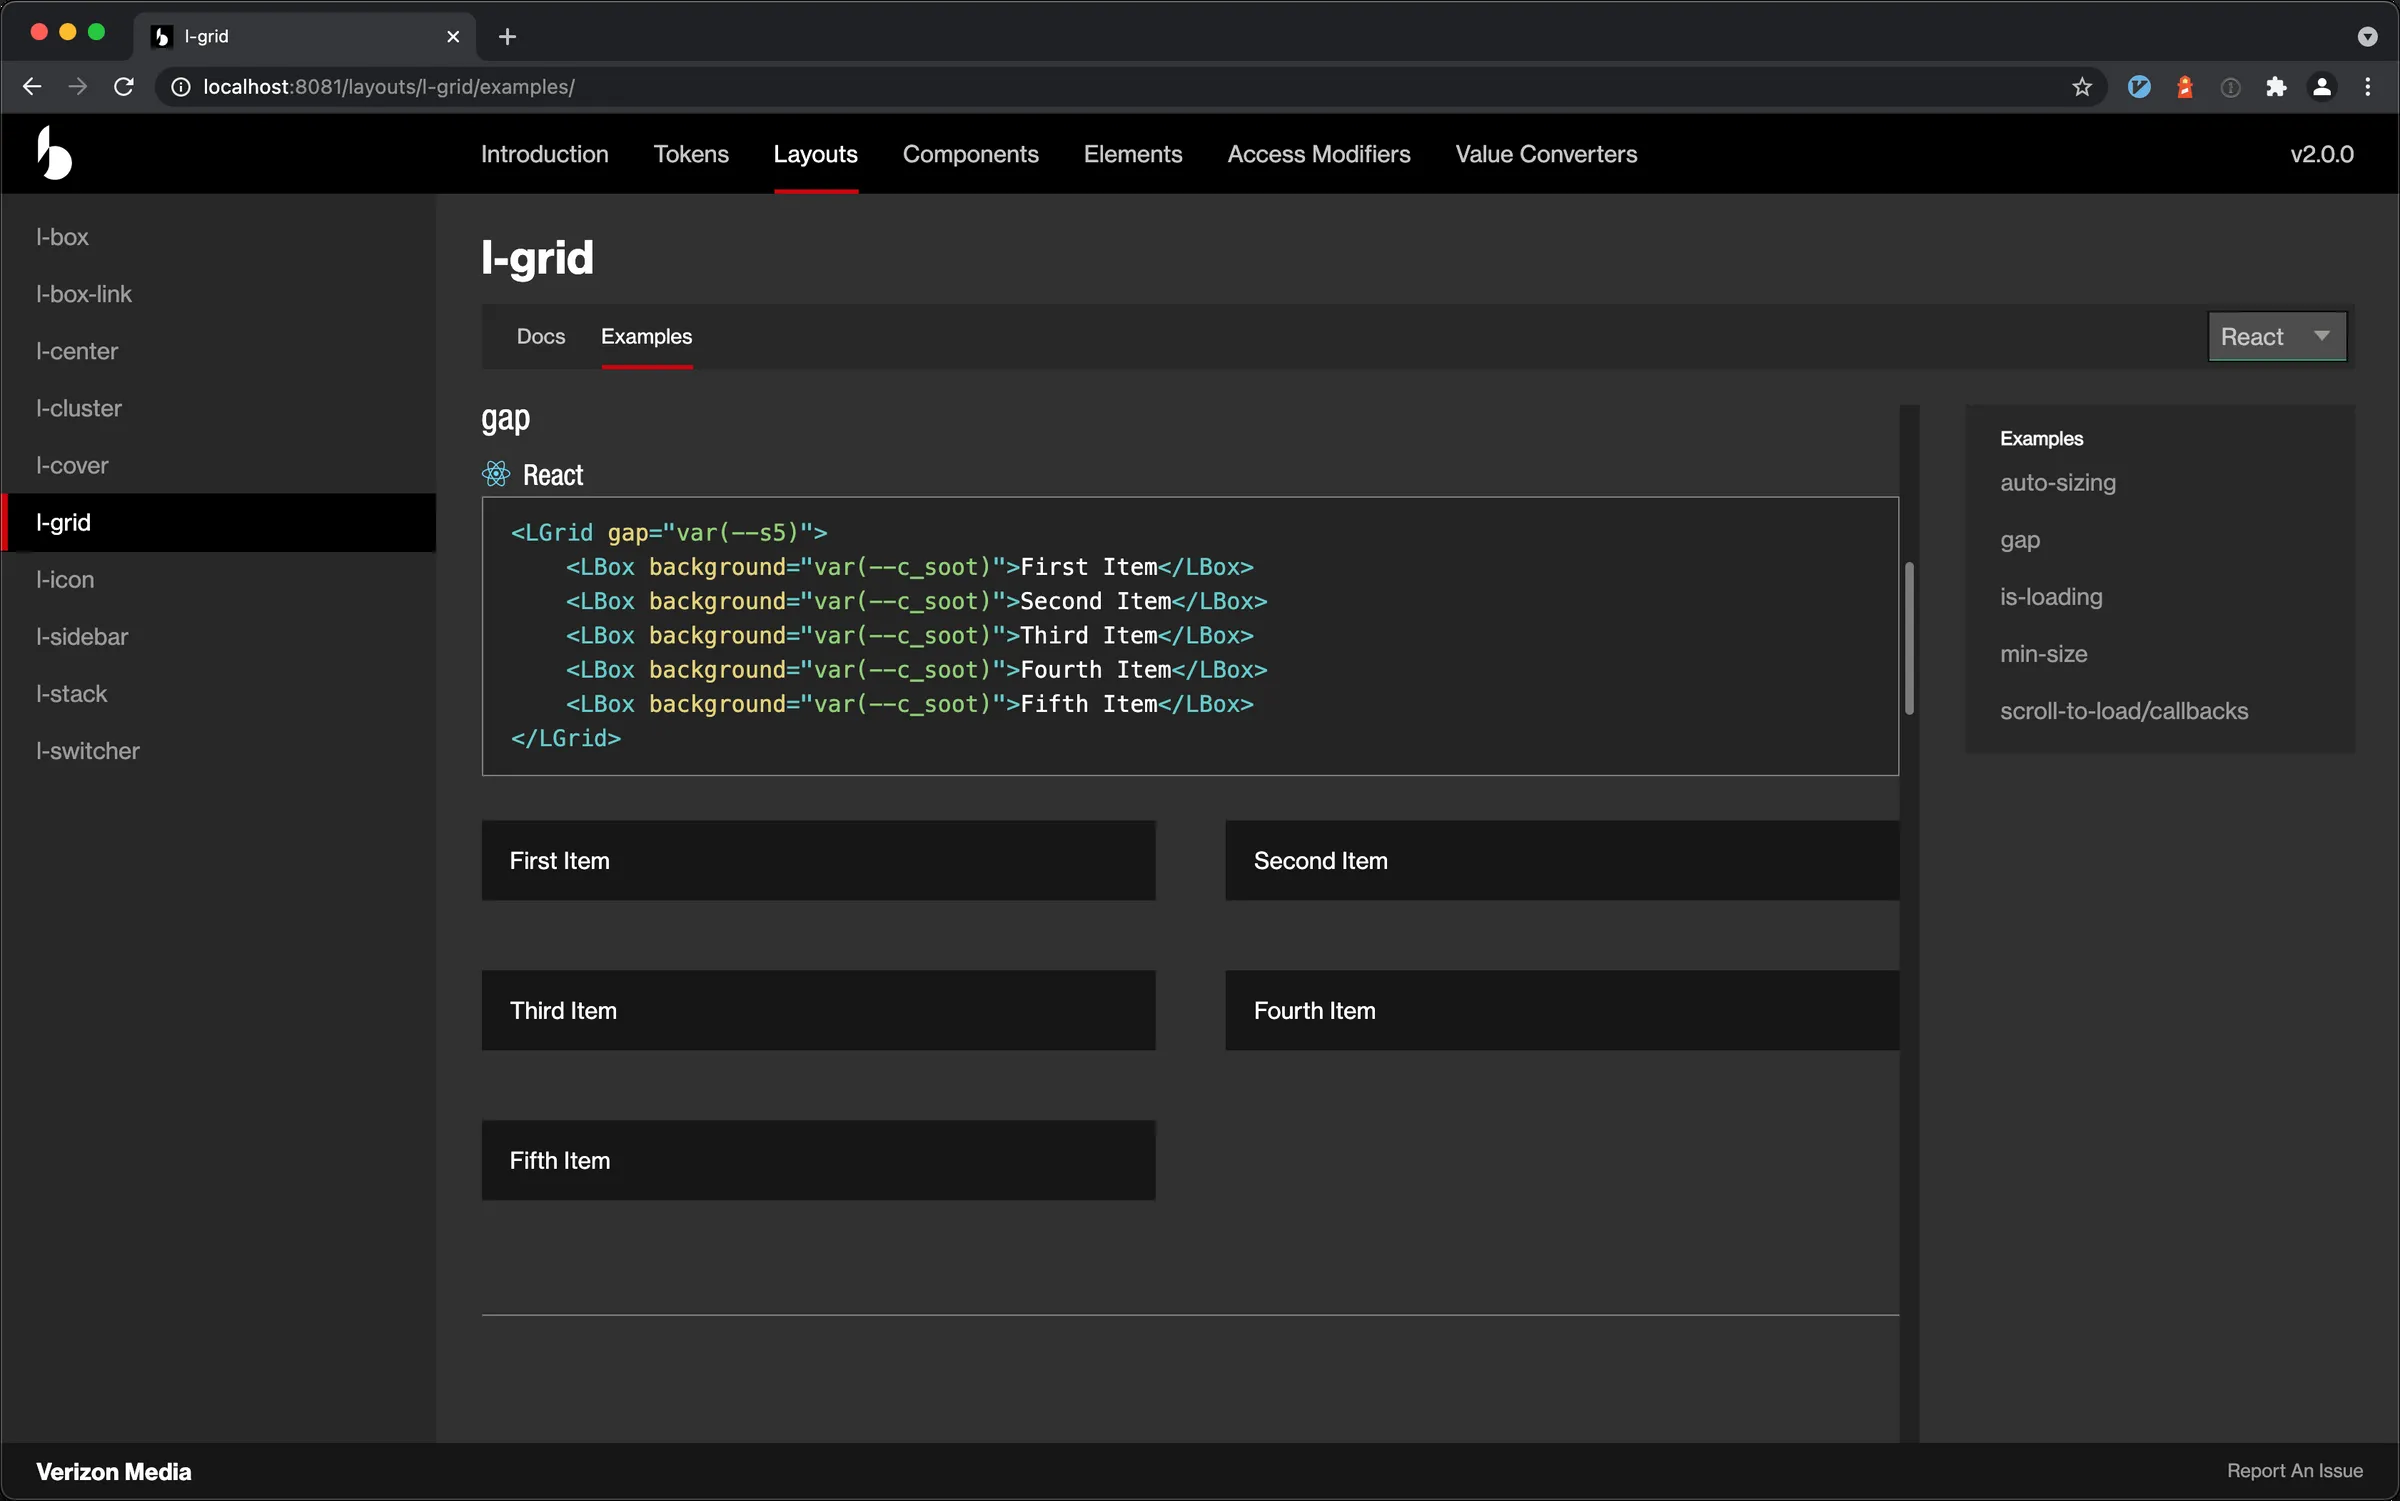 l-grid
localhost:8081/layouts/l-grid/examples/
Introduction Tokens Layouts Components Elements Access Modifiers Value Converters v2.0.0
l-box
l-box-link
l-center
l-cluster
l-cover
l-grid
l-icon
l-sidebar
l-stack
l-switcher
l-grid
Docs Examples React
gap
React
<LGrid gap="var(--s5)">
    <LBox background="var(--c_soot)">First Item</LBox>
    <LBox background="var(--c_soot)">Second Item</LBox>
    <LBox background="var(--c_soot)">Third Item</LBox>
    <LBox background="var(--c_soot)">Fourth Item</LBox>
    <LBox background="var(--c_soot)">Fifth Item</LBox>
</LGrid>
First Item Second Item
Third Item Fourth Item
Fifth Item
Examples
auto-sizing
gap
is-loading
min-size
scroll-to-load/callbacks
Verizon Media Report An Issue